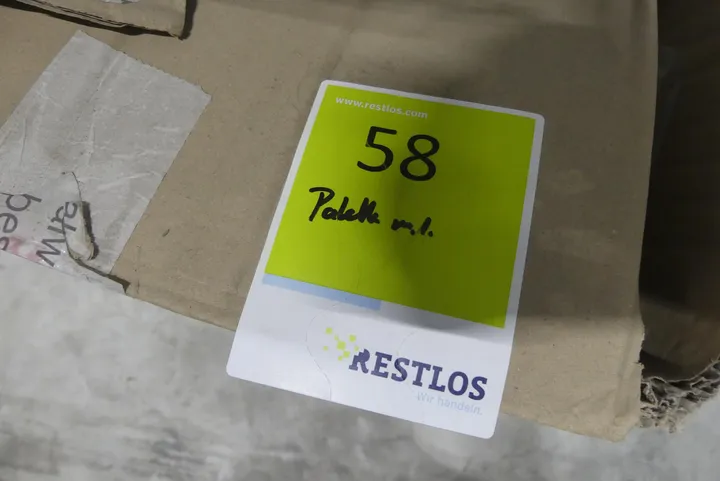 www.restlos.com
58
Palette m.I.
RESTLOS
Wir handeln.